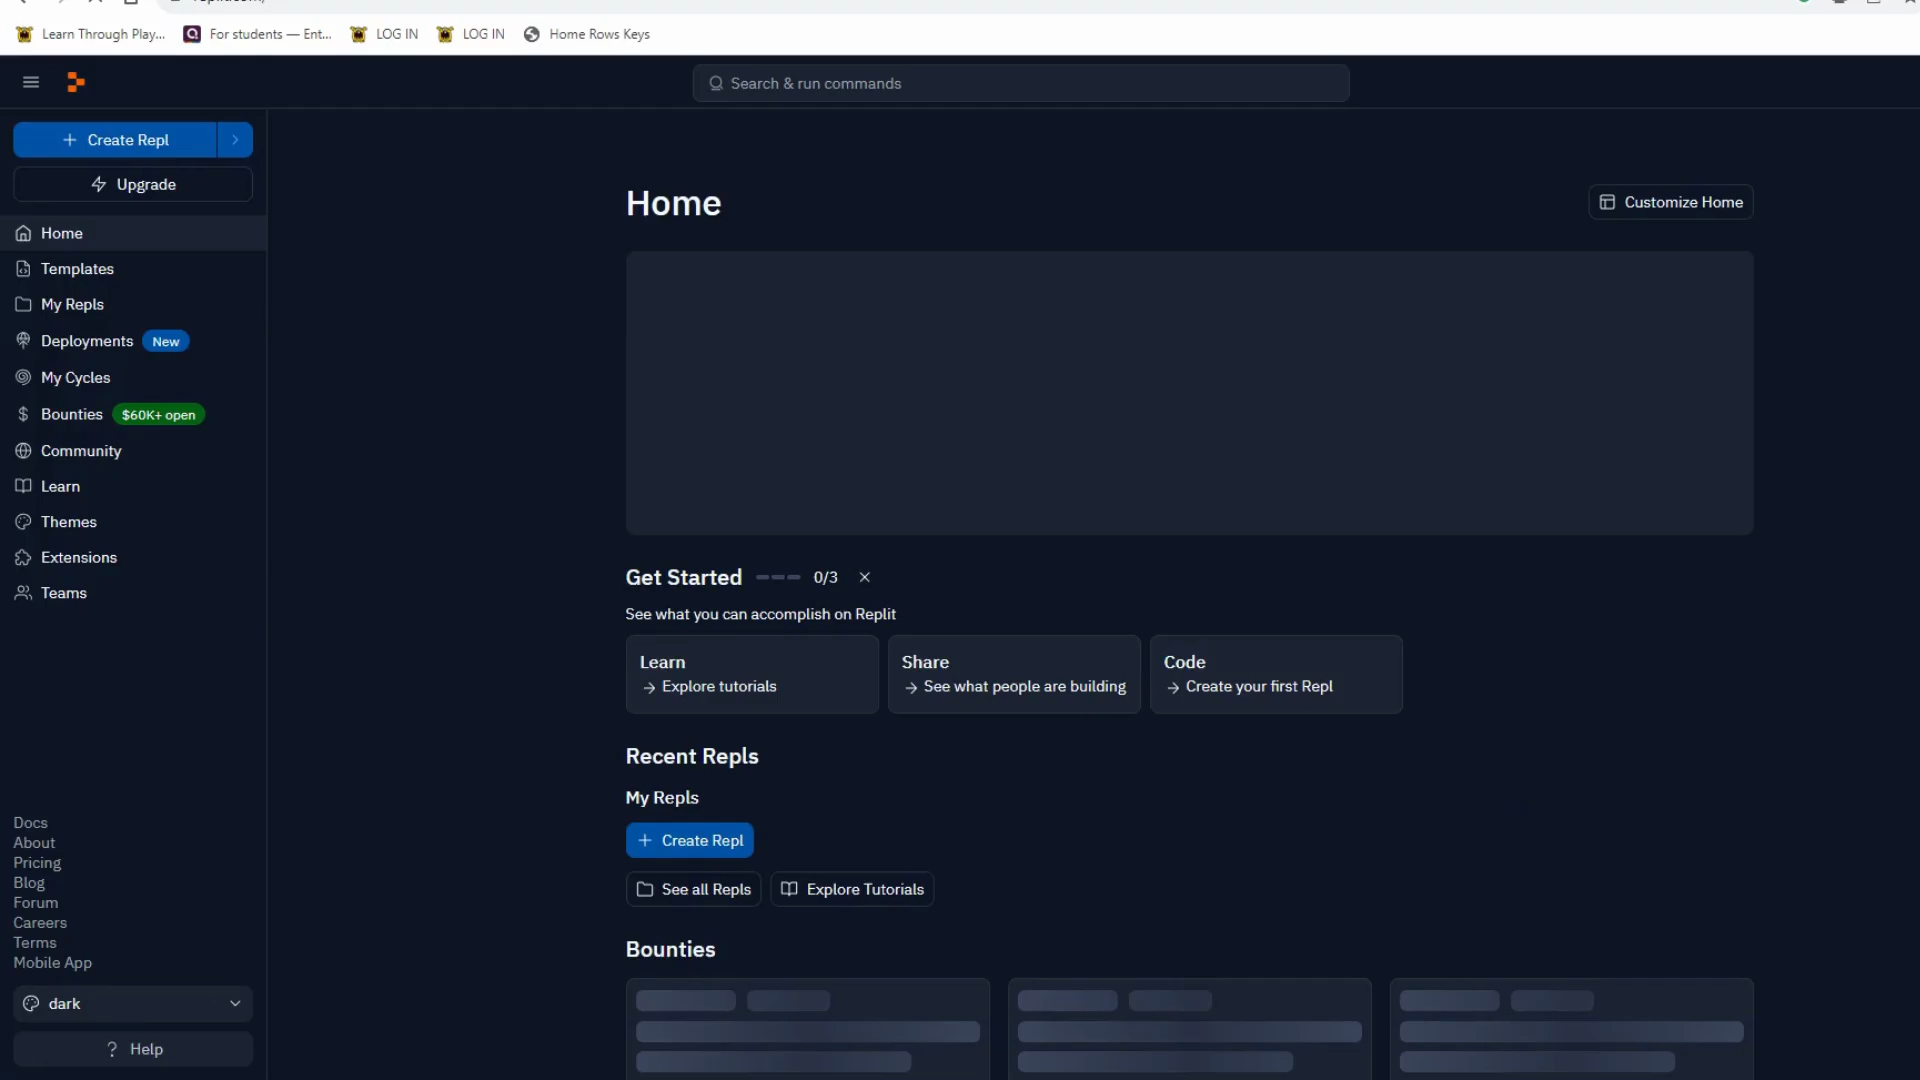 Learn Through Play...
For students — Ent...
LOG IN
LOG IN
Home Rows Keys
Search & run commands
Create Repl
Upgrade
Home
Templates
My Repls
Deployments New
My Cycles
Bounties $60K+ open
Community
Learn
Themes
Extensions
Teams
Docs
About
Pricing
Blog
Forum
Careers
Terms
Mobile App
dark
? Help
Home
Customize Home
Get Started 0/3
See what you can accomplish on Replit
Learn
→ Explore tutorials
Share
→ See what people are building
Code
→ Create your first Repl
Recent Repls
My Repls
+ Create Repl
See all Repls
Explore Tutorials
Bounties